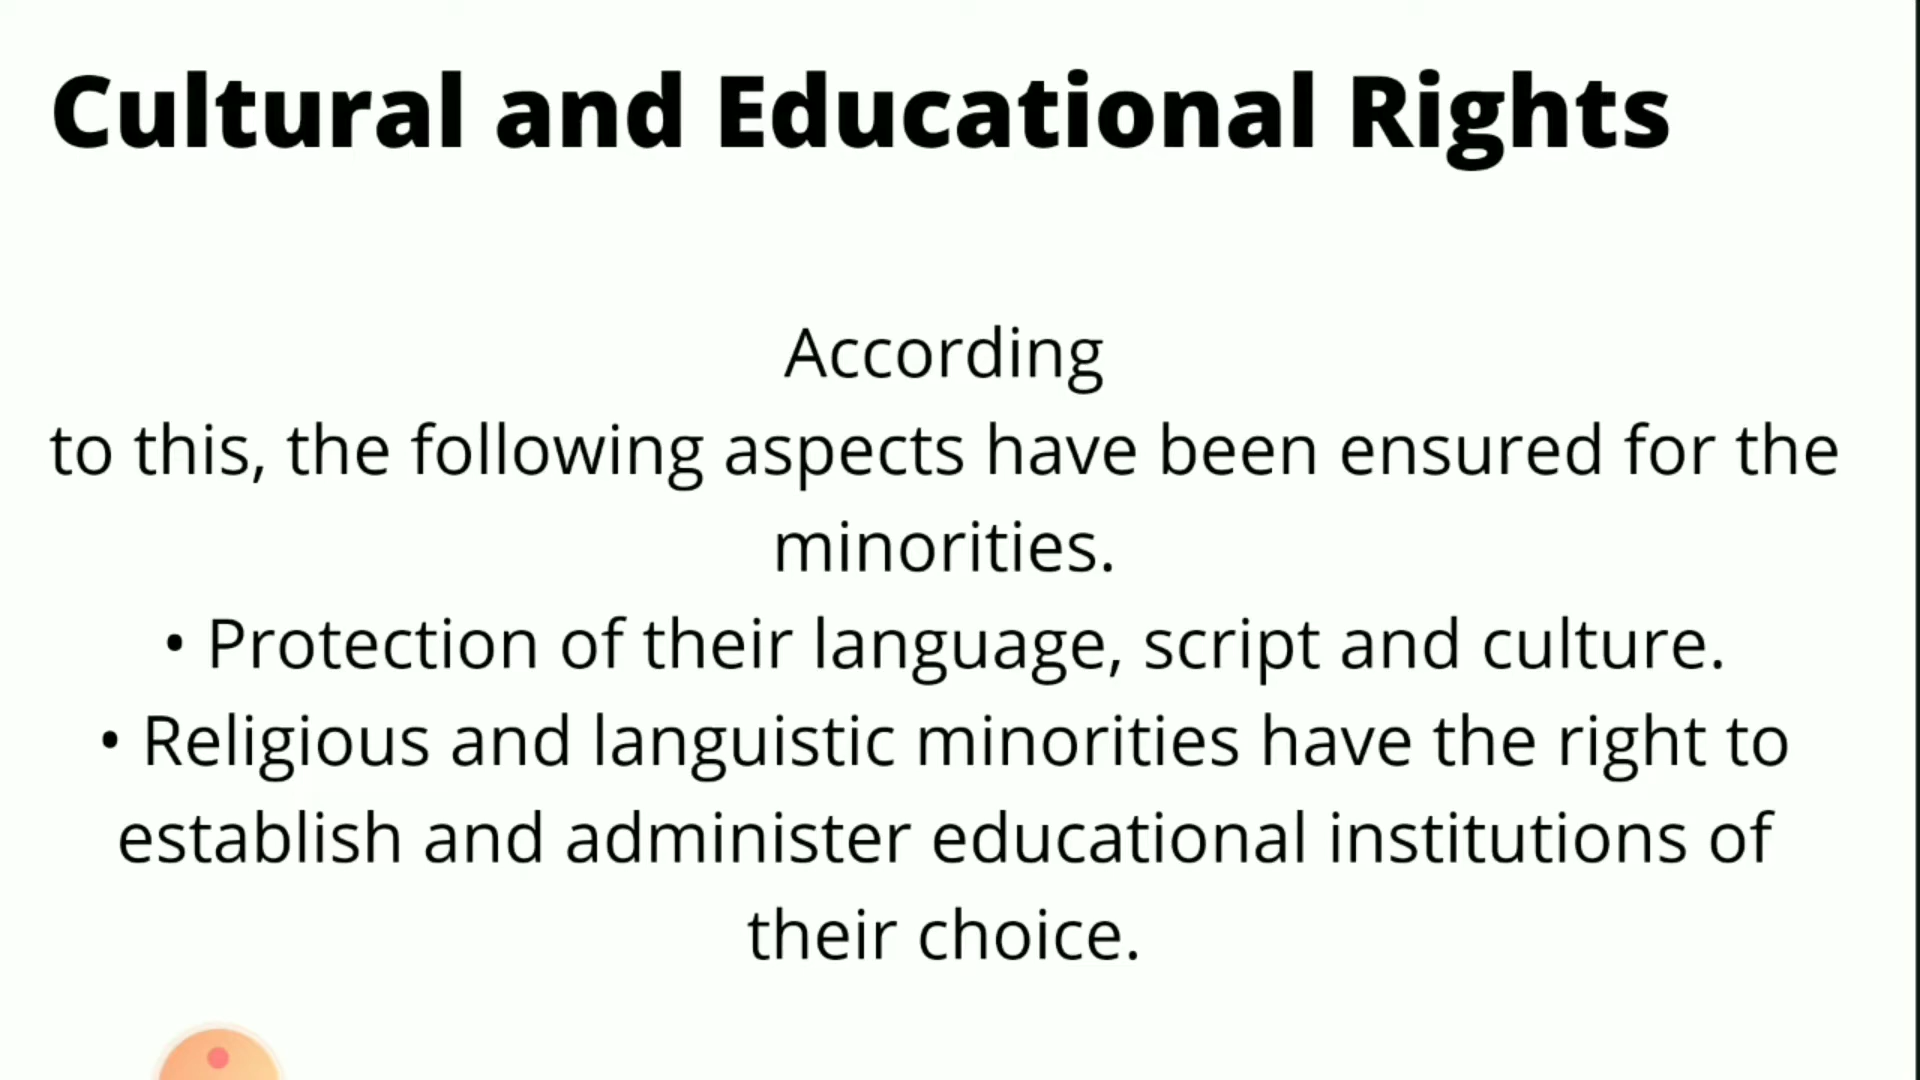 Cultural and Educational Rights
According
to this, the following aspects have been ensured for the
minorities.
• Protection of their language, script and culture.
• Religious and languistic minorities have the right to
establish and administer educational institutions of
their choice.